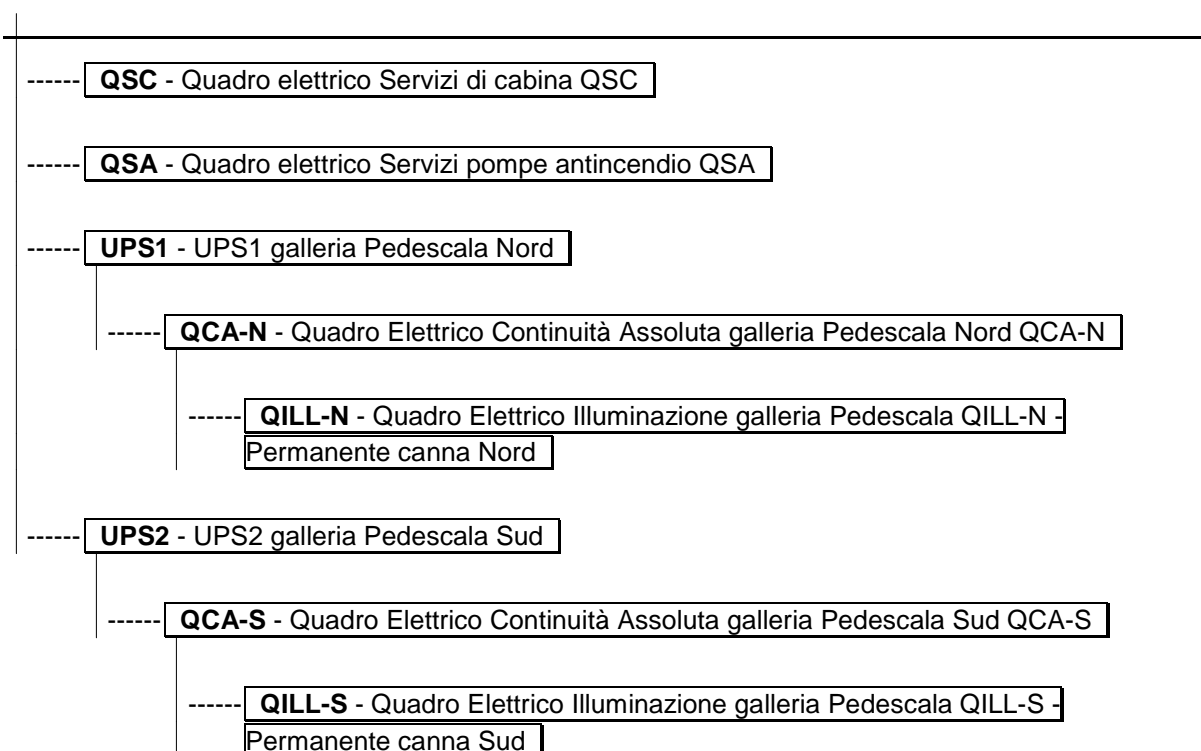 ------ QSC - Quadro elettrico Servizi di cabina QSC
------ QSA - Quadro elettrico Servizi pompe antincendio QSA
------ UPS1 - UPS1 galleria Pedescala Nord
------ QCA-N - Quadro Elettrico Continuità Assoluta galleria Pedescala Nord QCA-N
------ QILL-N - Quadro Elettrico Illuminazione galleria Pedescala QILL-N -
Permanente canna Nord
------ UPS2 - UPS2 galleria Pedescala Sud
------ QCA-S - Quadro Elettrico Continuità Assoluta galleria Pedescala Sud QCA-S
------ QILL-S - Quadro Elettrico Illuminazione galleria Pedescala QILL-S -
Permanente canna Sud